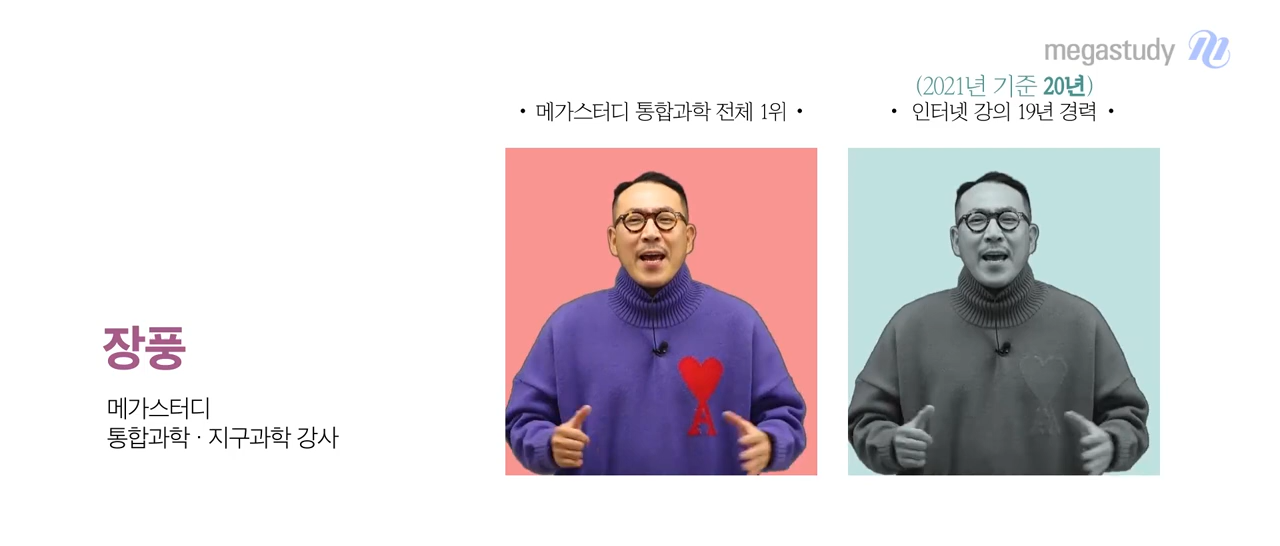 megastudy
(2021년 기준 20년)
• 메가스터디 통합과학 전체 1위 •
• 인터넷 강의 19년 경력 •
장풍
메가스터디
통합과학 · 지구과학 강사
A